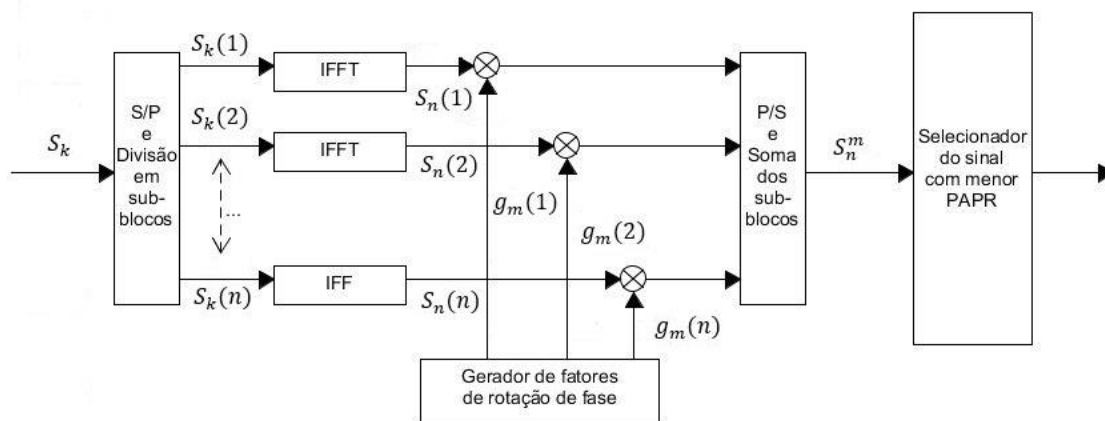 S_k
S/P
e
Divisão
em
sub-
blocos
S_k(1)
S_k(2)
...
S_k(n)
IFFT
IFFT
IFF
S_n(1)
S_n(2)
S_n(n)
g_m(1)
g_m(2)
g_m(n)
Gerador de fatores
de rotação de fase
P/S
e
Soma
dos
sub-
blocos
S_n^m
Selecionador
do sinal
com menor
PAPR